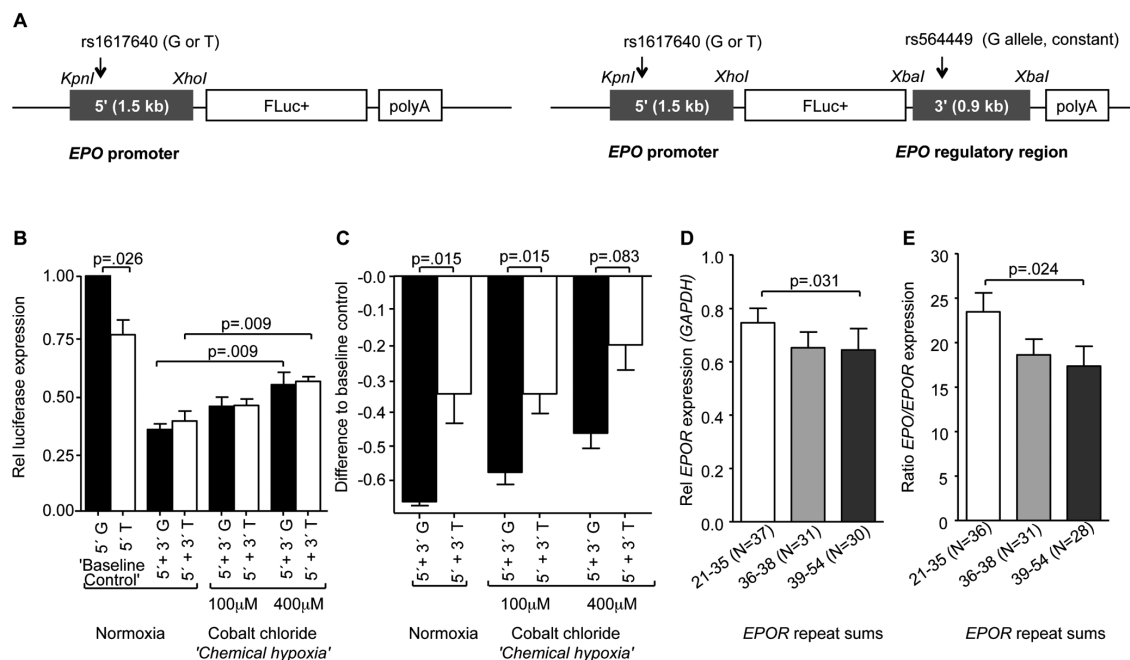 A
rs1617640 (G or T)
KpnI
XhoI
5' (1.5 kb)
FLuc+
polyA
EPO promoter
rs1617640 (G or T)
rs564449 (G allele, constant)
KpnI
XhoI
XbaI
XbaI
5' (1.5 kb)
FLuc+
3' (0.9 kb)
polyA
EPO promoter
EPO regulatory region
B
p=.026
p=.009
p=.009
Rel luciferase expression
1.00
0.75
0.50
0.25
0.00
5´ G
5´ T
5´+ 3´ G
5´ + 3´ T
5´+ 3´ G
5´ + 3´ T
5´+ 3´ G
5´ + 3´ T
'Baseline
Control'
100µM
400µM
Normoxia
Cobalt chloride
'Chemical hypoxia'
C
p=.015
p=.015
p=.083
Difference to baseline control
-0.0
-0.1
-0.2
-0.3
-0.4
-0.5
-0.6
5´+ 3´ G
5´ + 3´ T
5´+ 3´ G
5´ + 3´ T
5´+ 3´ G
5´ + 3´ T
100µM
400µM
Normoxia
Cobalt chloride
'Chemical hypoxia'
D
p=.031
Rel EPOR expression (GAPDH)
1.0
0.8
0.6
0.4
0.2
0.0
21-35 (N=37)
36-38 (N=31)
39-54 (N=30)
EPOR repeat sums
E
p=.024
Ratio EPO/EPOR expression
30
25
20
15
10
5
0
21-35 (N=36)
36-38 (N=31)
39-54 (N=28)
EPOR repeat sums